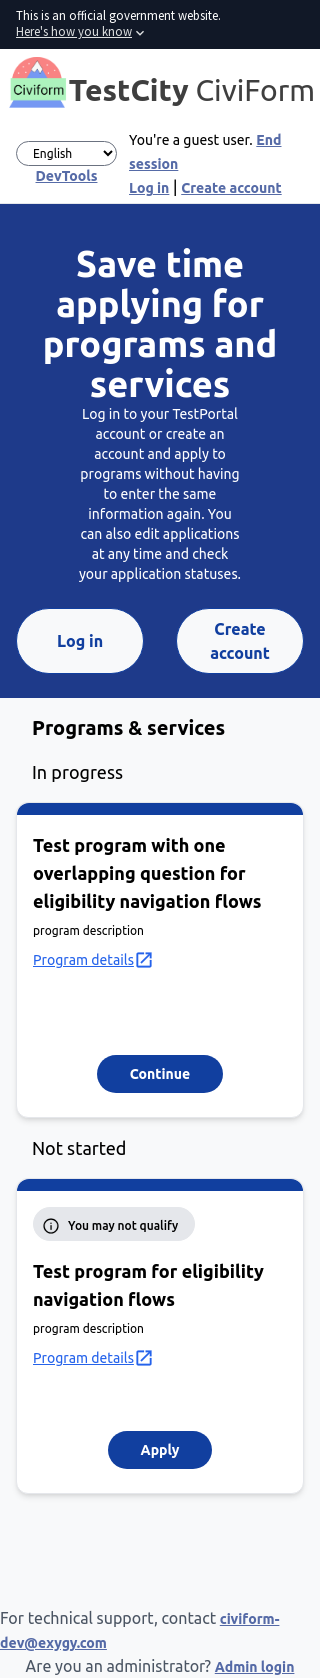 This is an official government website.
Here's how you know
Civiform
TestCity CiviForm
English
DevTools
You're a guest user. End
session
Log in | Create account
Save time
applying for
programs and
services
Log in to your TestPortal
account or create an
account and apply to
programs without having
to enter the same
information again. You
can also edit applications
at any time and check
your application statuses.
Log in
Create
account
Programs & services
In progress
Test program with one
overlapping question for
eligibility navigation flows
program description
Program details
Continue
Not started
You may not qualify
Test program for eligibility
navigation flows
program description
Program details
Apply
For technical support, contact civiform-
dev@exygy.com
Are you an administrator? Admin login